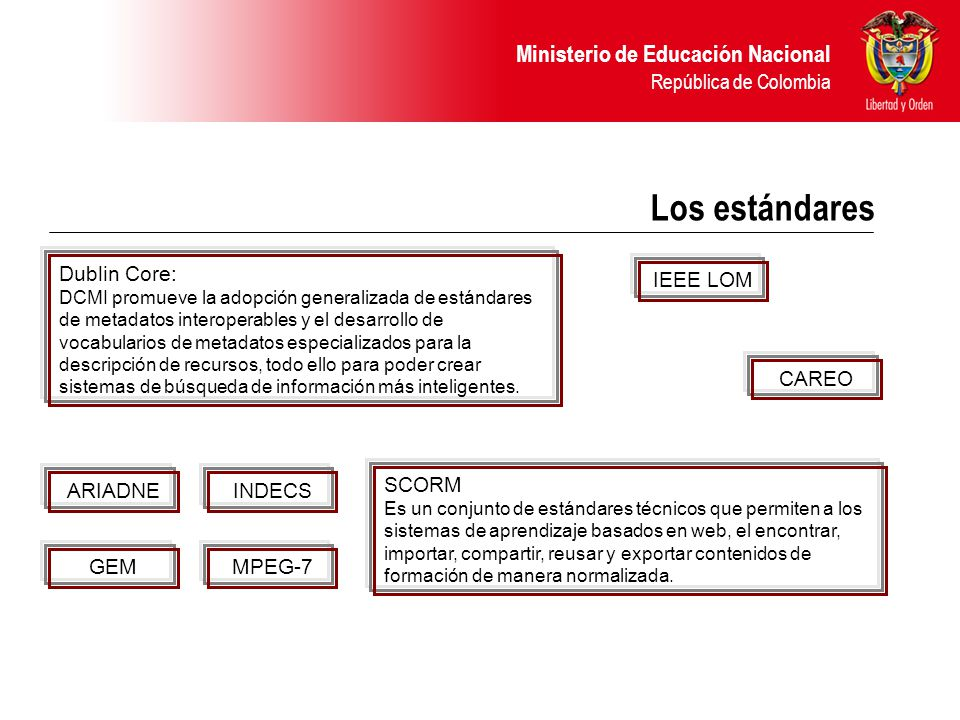 Ministerio de Educación Nacional
República de Colombia
Libertad y Orden
Los estándares
Dublin Core:
DCMI promueve la adopción generalizada de estándares
de metadatos interoperables y el desarrollo de
vocabularios de metadatos especializados para la
descripción de recursos, todo ello para poder crear
sistemas de búsqueda de información más inteligentes.
IEEE LOM
CAREO
ARIADNE
INDECS
GEM
MPEG-7
SCORM
Es un conjunto de estándares técnicos que permiten a los
sistemas de aprendizaje basados en web, el encontrar,
importar, compartir, reusar y exportar contenidos de
formación de manera normalizada.